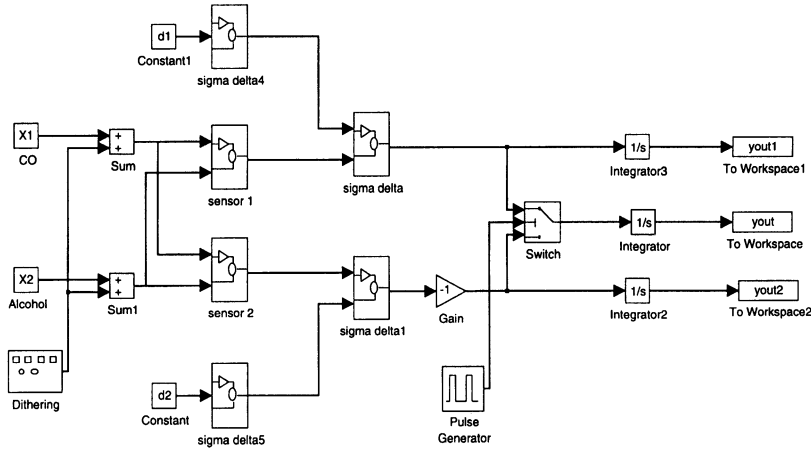 d1
Constant1
sigma delta4
X1
CO
+
+
Sum
sensor 1
sigma delta
1/s
Integrator3
yout1
To Workspace1
Switch
1/s
Integrator
yout
To Workspace
X2
Alcohol
+
+
Sum1
sensor 2
sigma delta1
-1
Gain
1/s
Integrator2
yout2
To Workspace2
Dithering
d2
Constant
sigma delta5
Pulse
Generator